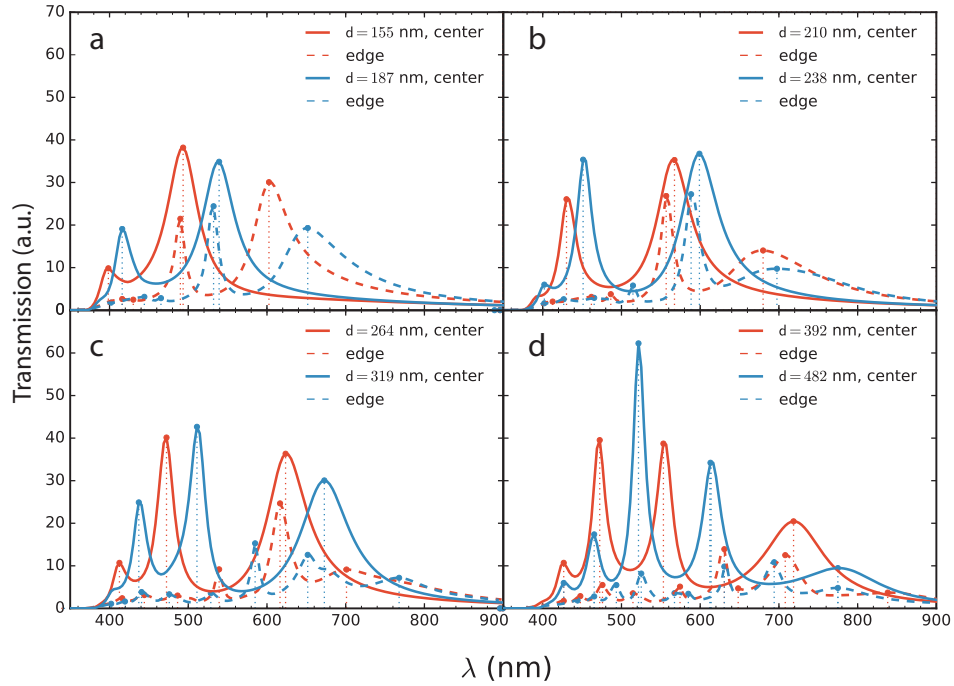 Transmission (a.u.)
70
60
50
40
30
20
10
0
a
d = 155 nm, center
edge
d = 187 nm, center
edge
b
d = 210 nm, center
edge
d = 238 nm, center
edge
60
50
40
30
20
10
0
c
d = 264 nm, center
edge
d = 319 nm, center
edge
d
d = 392 nm, center
edge
d = 482 nm, center
edge
400 500 600 700 800 900
400 500 600 700 800 900
λ (nm)